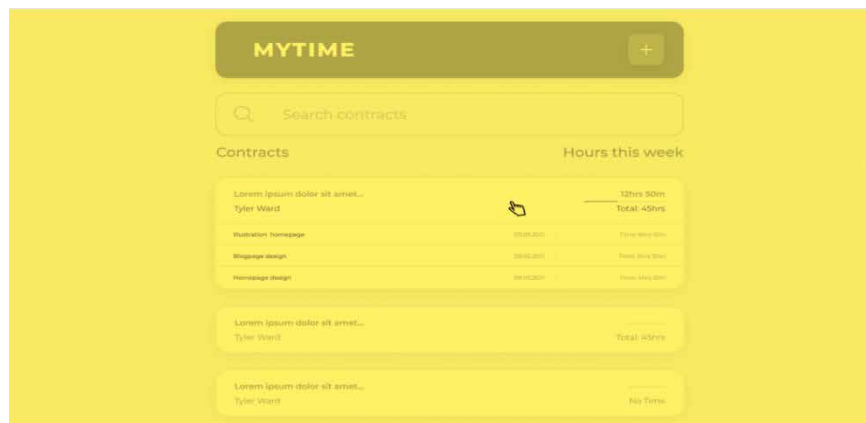 MYTIME +
Search contracts
Contracts Hours this week
Lorem ipsum dolor sit amet... 12hrs 50m
Tyler Ward Total: 45hrs
Illustration homepage
Blogpage design
Homepage design
Lorem ipsum dolor sit amet...
Tyler Ward Total: 45hrs
Lorem ipsum dolor sit amet...
Tyler Ward No Time